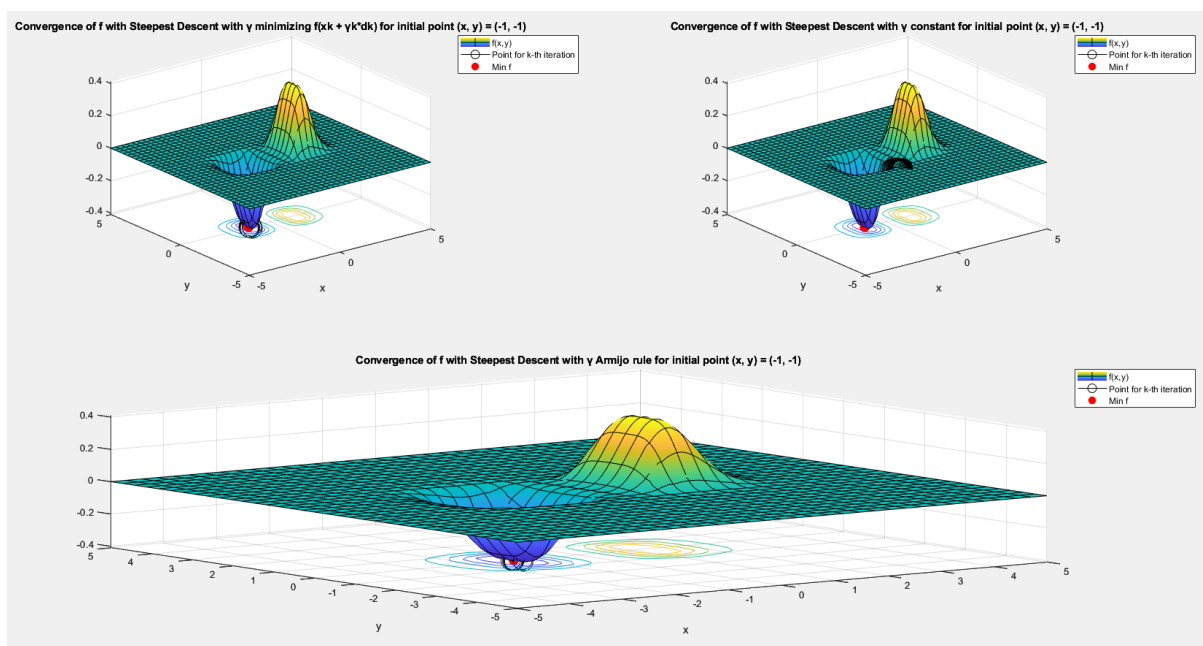 Convergence of f with Steepest Descent with γ minimizing f(xk + γk*dk) for initial point (x, y) = (-1, -1)
f(x,y)
Point for k-th iteration
Min f
0.4
0.2
0
-0.2
-0.4
5
0
-5
y
-5
0
5
x
Convergence of f with Steepest Descent with γ constant for initial point (x, y) = (-1, -1)
f(x,y)
Point for k-th iteration
Min f
0.4
0.2
0
-0.2
-0.4
5
0
-5
y
-5
0
5
x
Convergence of f with Steepest Descent with γ Armijo rule for initial point (x, y) = (-1, -1)
f(x,y)
Point for k-th iteration
Min f
0.4
0.2
0
-0.2
-0.4
5
4
3
2
1
0
-1
-2
-3
-4
-5
y
-5
-4
-3
-2
-1
0
1
2
3
4
5
x